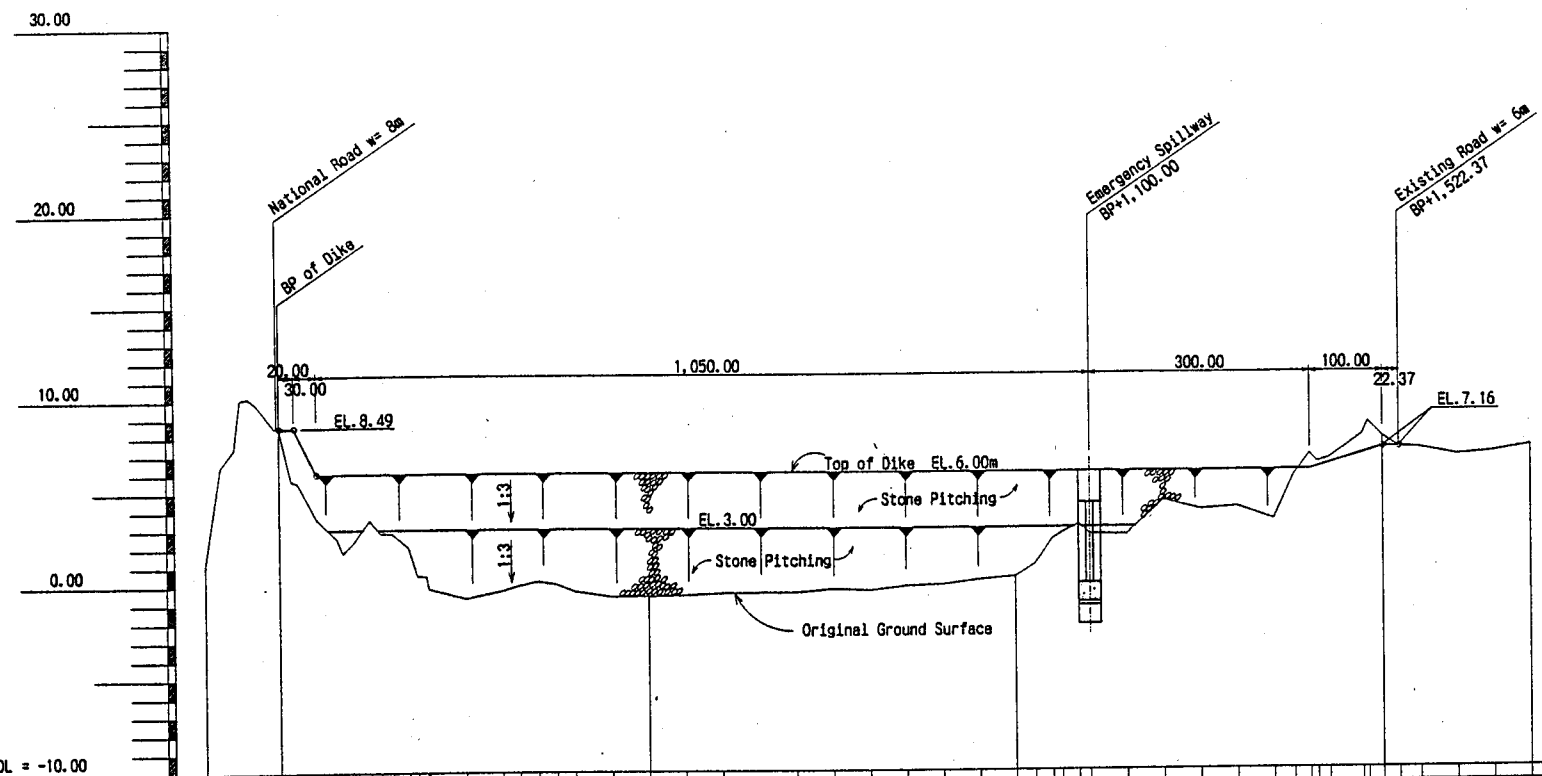 30.00
20.00
10.00
0.00
DL = -10.00
National Road w= 8m
BP of Dike
Emergency Spillway
BP+1,100.00
Existing Road w= 6m
BP+1,522.37
20.00
30.00
1,050.00
300.00
100.00
22.37
EL.8.49
EL.7.16
Top of Dike EL.6.00m
1:3
Stone Pitching
EL.3.00
1:3
Stone Pitching
Original Ground Surface